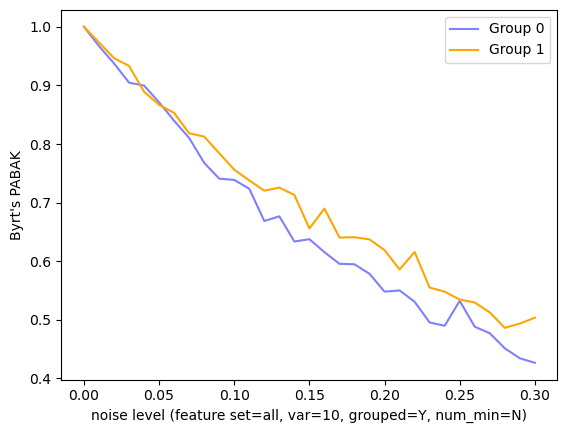 Group 0
Group 1
1.0
0.9
0.8
0.7
0.6
0.5
0.4
Byrt's PABAK
0.00 0.05 0.10 0.15 0.20 0.25 0.30
noise level (feature set=all, var=10, grouped=Y, num_min=N)